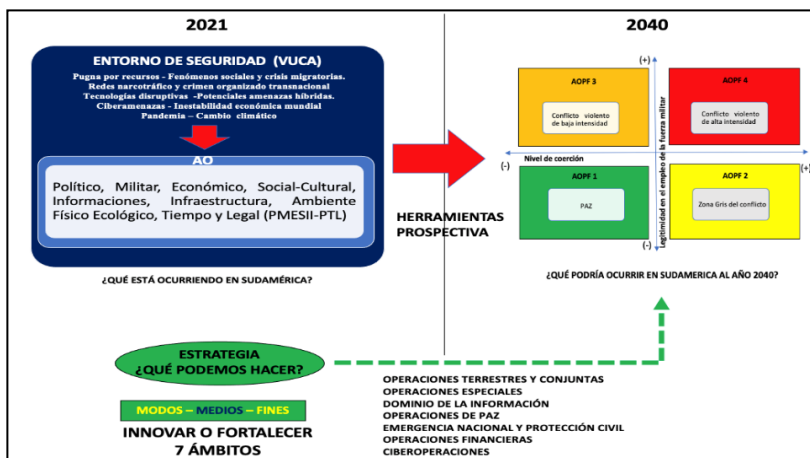 2021
ENTORNO DE SEGURIDAD (VUCA)
Pugna por recursos - Fenómenos sociales y crisis migratorias.
Redes narcotráfico y crimen organizado transnacional
Tecnologías disruptivas -Potenciales amenazas híbridas.
Ciberamenazas - Inestabilidad económica mundial
Pandemia – Cambio climático
AO
Político, Militar, Económico, Social-Cultural,
Informaciones, Infraestructura, Ambiente
Físico Ecológico, Tiempo y Legal (PMESII-PTL)
¿QUÉ ESTÁ OCURRIENDO EN SUDAMÉRICA?
HERRAMIENTAS
PROSPECTIVA
2040
(+)
AOPF 3
Conflicto violento
de baja intensidad
AOPF 4
Conflicto violento
de alta intensidad
Legitimidad en el empleo de la fuerza militar
Nivel de coerción
(-)
(+)
AOPF 1
PAZ
AOPF 2
Zona Gris del conflicto
(-)
¿QUÉ PODRÍA OCURRIR EN SUDAMERICA AL AÑO 2040?
ESTRATEGIA
¿QUÉ PODEMOS HACER?
MODOS – MEDIOS – FINES
INNOVAR O FORTALECER
7 ÁMBITOS
OPERACIONES TERRESTRES Y CONJUNTAS
OPERACIONES ESPECIALES
DOMINIO DE LA INFORMACIÓN
OPERACIONES DE PAZ
EMERGENCIA NACIONAL Y PROTECCIÓN CIVIL
OPERACIONES FINANCIERAS
CIBEROPERACIONES